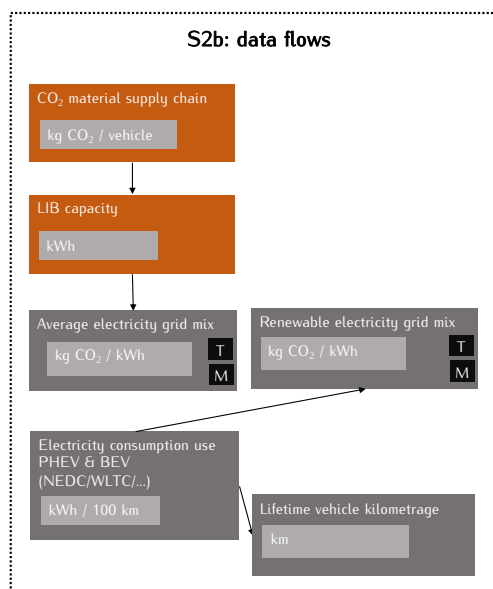 S2b: data flows
CO₂ material supply chain
kg CO₂ / vehicle
LIB capacity
kWh
Average electricity grid mix
kg CO₂ / kWh
T
M
Renewable electricity grid mix
kg CO₂ / kWh
T
M
Electricity consumption use
PHEV & BEV
(NEDC/WLTC/...)
kWh / 100 km
Lifetime vehicle kilometrage
km